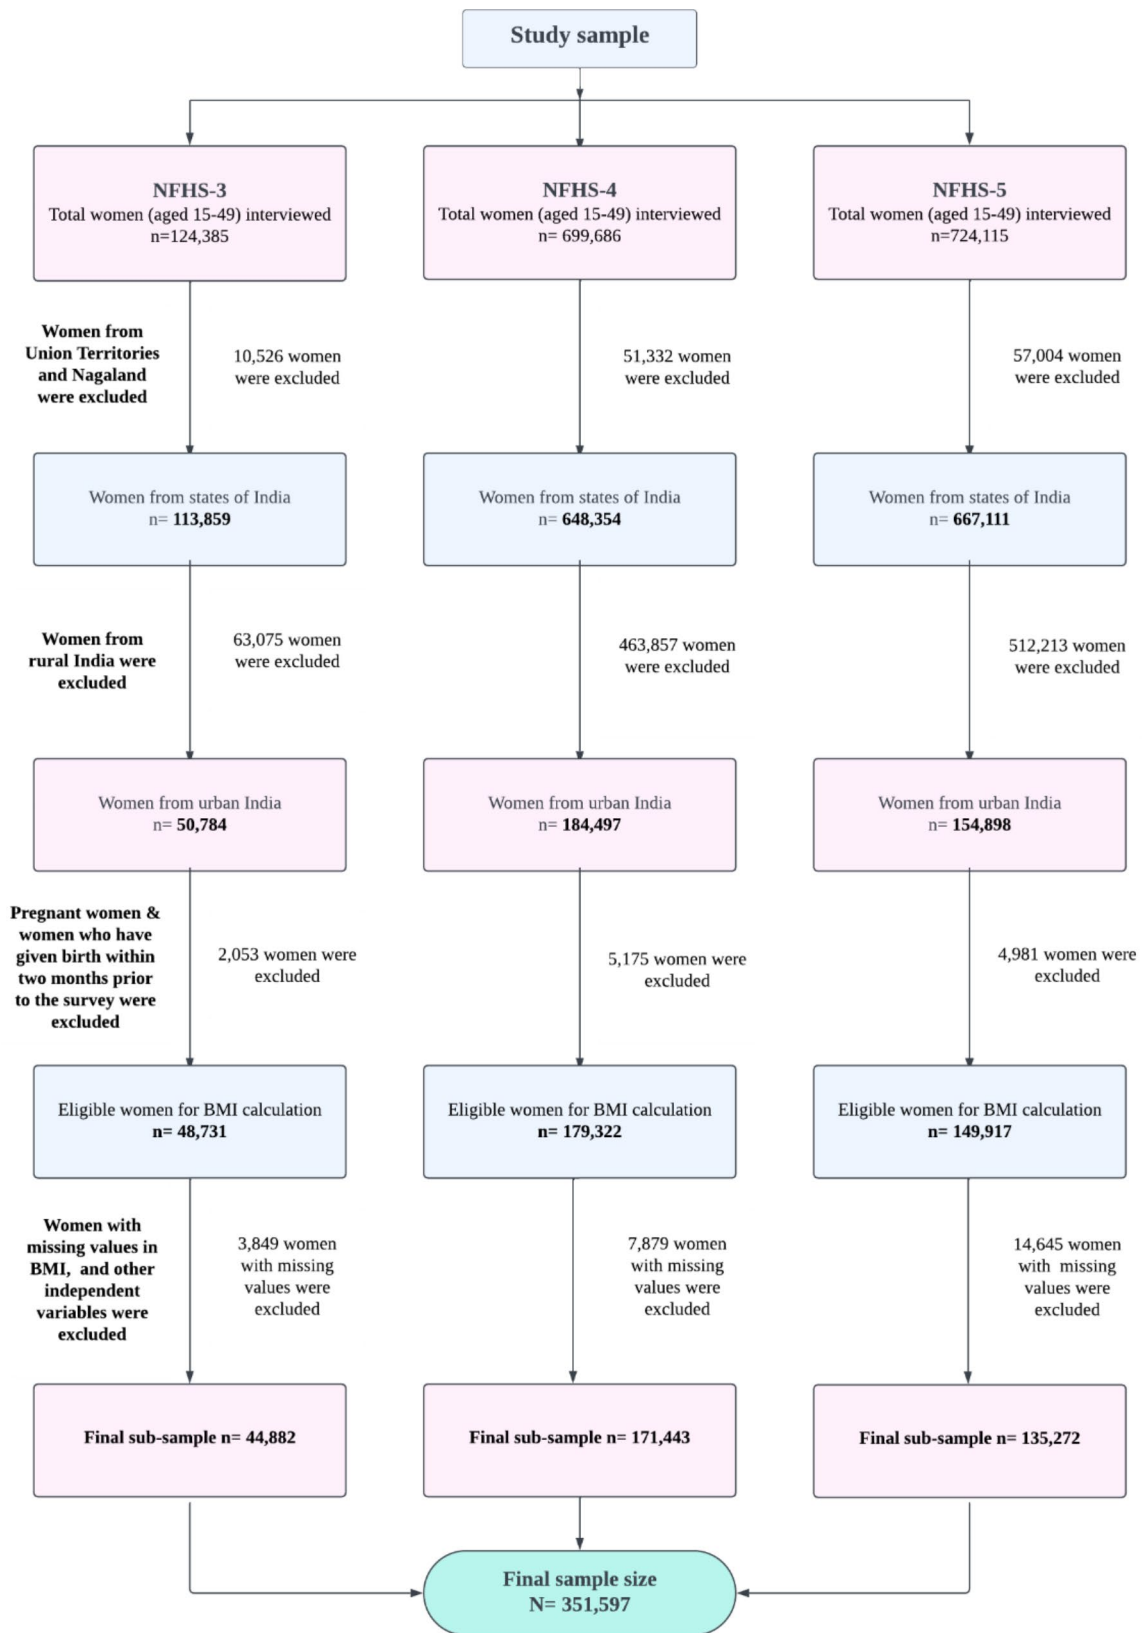 Study sample
NFHS-3
Total women (aged 15-49) interviewed
n=124,385
NFHS-4
Total women (aged 15-49) interviewed
n= 699,686
NFHS-5
Total women (aged 15-49) interviewed
n=724,115
Women from
Union Territories
and Nagaland
were excluded
10,526 women
were excluded
51,332 women
were excluded
57,004 women
were excluded
Women from states of India
n= 113,859
Women from states of India
n= 648,354
Women from states of India
n= 667,111
Women from
rural India were
excluded
63,075 women
were excluded
463,857 women
were excluded
512,213 women
were excluded
Women from urban India
n= 50,784
Women from urban India
n= 184,497
Women from urban India
n= 154,898
Pregnant women &
women who have
given birth within
two months prior
to the survey were
excluded
2,053 women were
excluded
5,175 women were
excluded
4,981 women were
excluded
Eligible women for BMI calculation
n= 48,731
Eligible women for BMI calculation
n= 179,322
Eligible women for BMI calculation
n= 149,917
Women with
missing values in
BMI,  and other
independent
variables were
excluded
3,849 women
with missing
values were
excluded
7,879 women
with missing
values were
excluded
14,645 women
with  missing
values were
excluded
Final sub-sample n= 44,882
Final sub-sample n= 171,443
Final sub-sample n= 135,272
Final sample size
N= 351,597